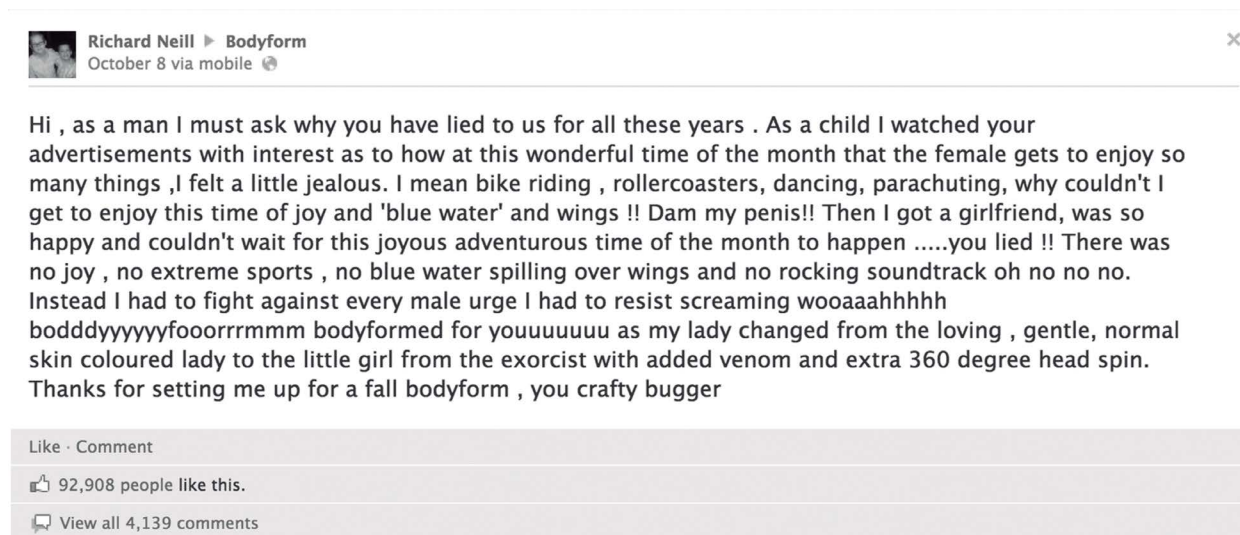 Richard Neill ▶ Bodyform
October 8 via mobile
Hi , as a man I must ask why you have lied to us for all these years . As a child I watched your
advertisements with interest as to how at this wonderful time of the month that the female gets to enjoy so
many things ,I felt a little jealous. I mean bike riding , rollercoasters, dancing, parachuting, why couldn't I
get to enjoy this time of joy and 'blue water' and wings !! Dam my penis!! Then I got a girlfriend, was so
happy and couldn't wait for this joyous adventurous time of the month to happen .....you lied !! There was
no joy , no extreme sports , no blue water spilling over wings and no rocking soundtrack oh no no no.
Instead I had to fight against every male urge I had to resist screaming wooaaahhhhh
bodddyyyyyyfooorrrmmm bodyformed for youuuuuuu as my lady changed from the loving , gentle, normal
skin coloured lady to the little girl from the exorcist with added venom and extra 360 degree head spin.
Thanks for setting me up for a fall bodyform , you crafty bugger
Like · Comment
92,908 people like this.
View all 4,139 comments